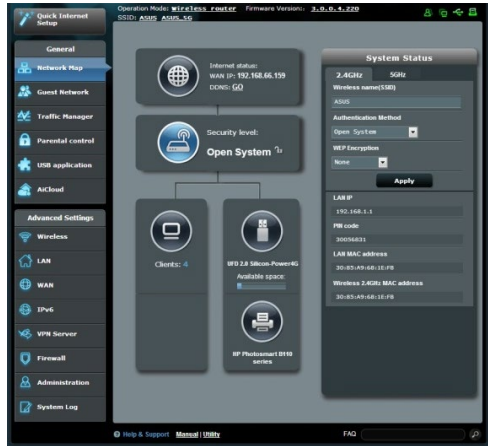 Quick Internet
Setup
Operation Mode: Wireless router Firmware Version: 3.0.0.4.220
SSID: ASUS ASUS_5G
General
Network Map
Guest Network
Traffic Manager
Parental control
USB application
AiCloud
Advanced Settings
Wireless
LAN
WAN
IPv6
VPN Server
Firewall
Administration
System Log
Internet status:
WAN IP: 192.168.66.159
DDNS: GO
Security level:
Open System
Clients: 4
UFD 2.0 Silicon-Power4G
Available space:
HP Photosmart B110
series
System Status
2.4GHz 5GHz
Wireless name(SSID)
ASUS
Authentication Method
Open System
WEP Encryption
None
Apply
LAN IP
192.168.1.1
PIN code
30056831
LAN MAC address
30:85:A9:68:1E:F8
Wireless 2.4GHz MAC address
30:85:A9:68:1E:F8
Help & Support Manual | Utility
FAQ